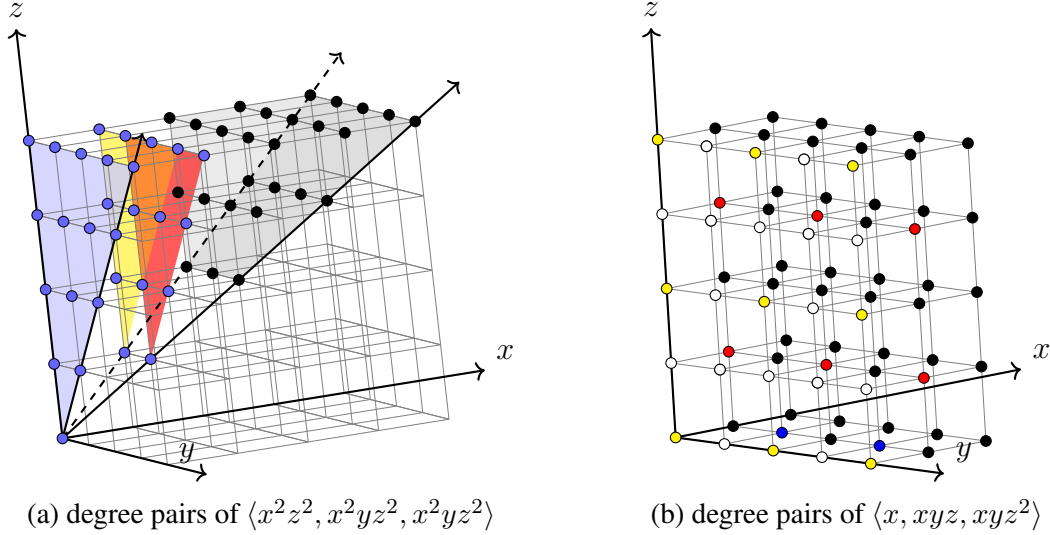 z
z
x
x
y
y
(a) degree pairs of ⟨x²z², x²yz², x²yz²⟩
(b) degree pairs of ⟨x, xyz, xyz²⟩